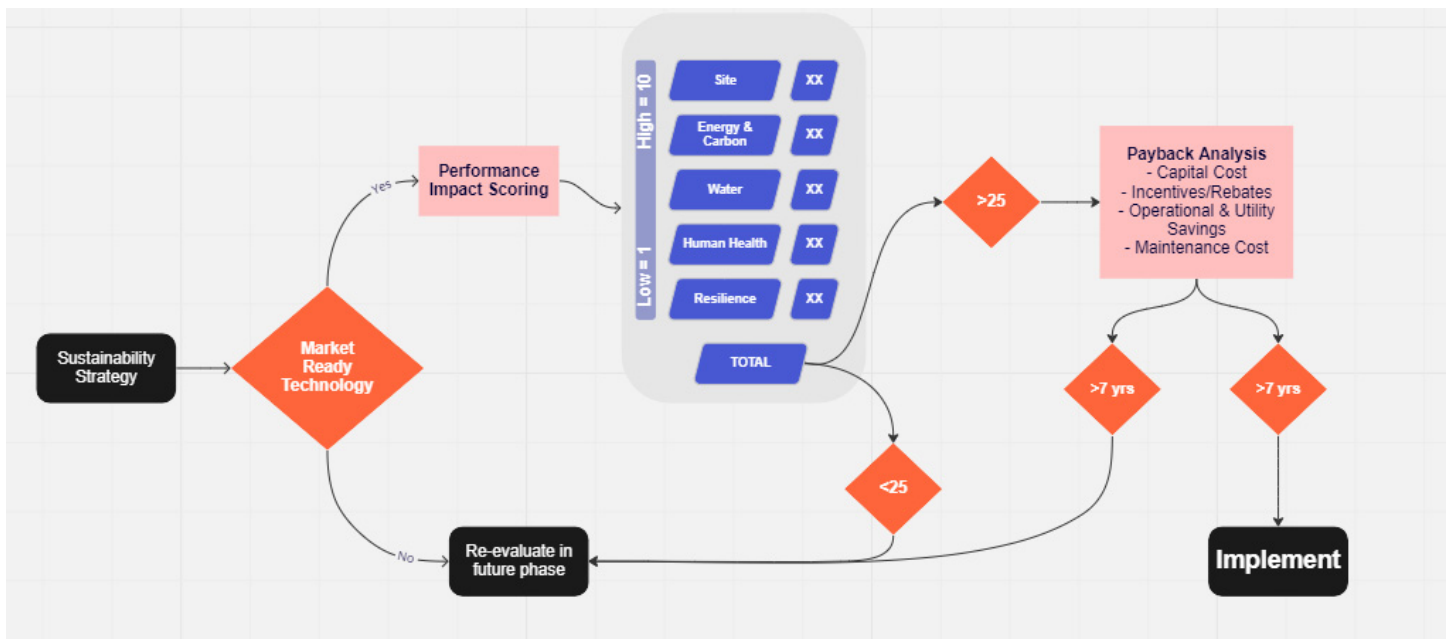 Sustainability
Strategy
Market
Ready
Technology
Yes
No
Performance
Impact Scoring
High = 10
Low = 1
Site
XX
Energy &
Carbon
XX
Water
XX
Human Health
XX
Resilience
XX
TOTAL
>25
<25
Payback Analysis
- Capital Cost
- Incentives/Rebates
- Operational & Utility
Savings
- Maintenance Cost
>7 yrs
>7 yrs
Re-evaluate in
future phase
Implement